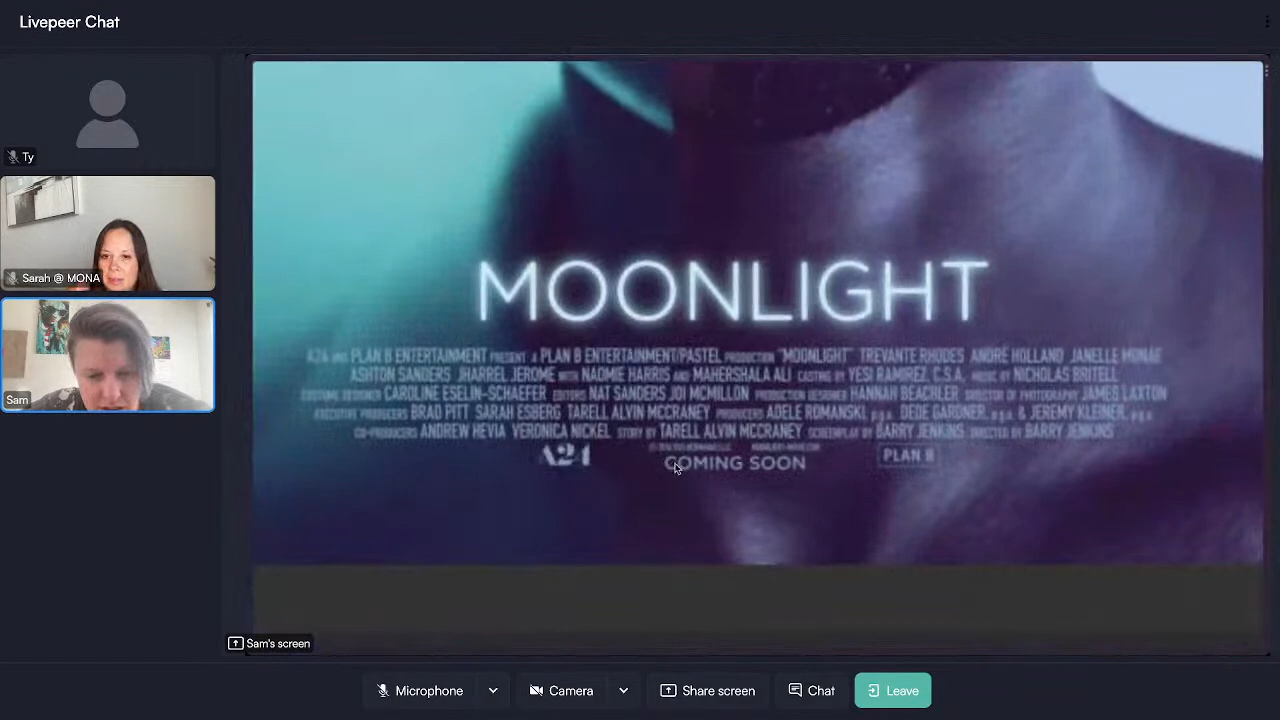 Livepeer Chat
Ty
Sarah @ MONA
Sam
MOONLIGHT
A24 AND PLAN B ENTERTAINMENT PRESENT A PLAN B ENTERTAINMENT/PASTEL PRODUCTION "MOONLIGHT" TREVANTE RHODES ANDRÉ HOLLAND JANELLE MONÁE
ASHTON SANDERS JHARREL JEROME WITH NAOMIE HARRIS AND MAHERSHALA ALI CASTING BY YESI RAMIREZ, C.S.A. MUSIC BY NICHOLAS BRITELL
COSTUME DESIGNER CAROLINE ESELIN-SCHAEFER EDITORS NAT SANDERS JOI MCMILLON PRODUCTION DESIGNER HANNAH BEACHLER DIRECTOR OF PHOTOGRAPHY JAMES LAXTON
EXECUTIVE PRODUCERS BRAD PITT SARAH ESBERG TARELL ALVIN MCCRANEY PRODUCERS ADELE ROMANSKI, p.g.a. DEDE GARDNER, p.g.a. & JEREMY KLEINER, p.g.a.
CO-PRODUCERS ANDREW HEVIA VERONICA NICKEL STORY BY TARELL ALVIN MCCRANEY SCREENPLAY BY BARRY JENKINS DIRECTED BY BARRY JENKINS
A24 COMING SOON PLAN B
Sam's screen
Microphone Camera Share screen Chat Leave